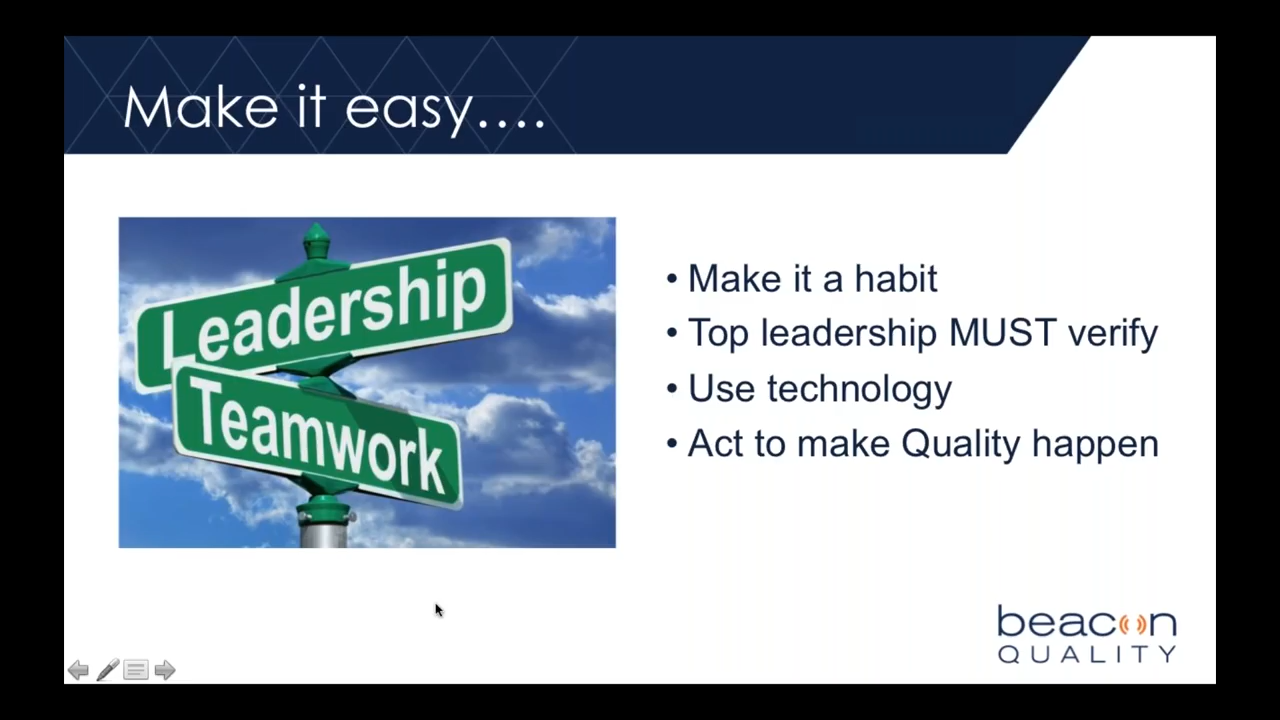 Make it easy....
Leadership
Teamwork
• Make it a habit
• Top leadership MUST verify
• Use technology
• Act to make Quality happen
beacon
QUALITY